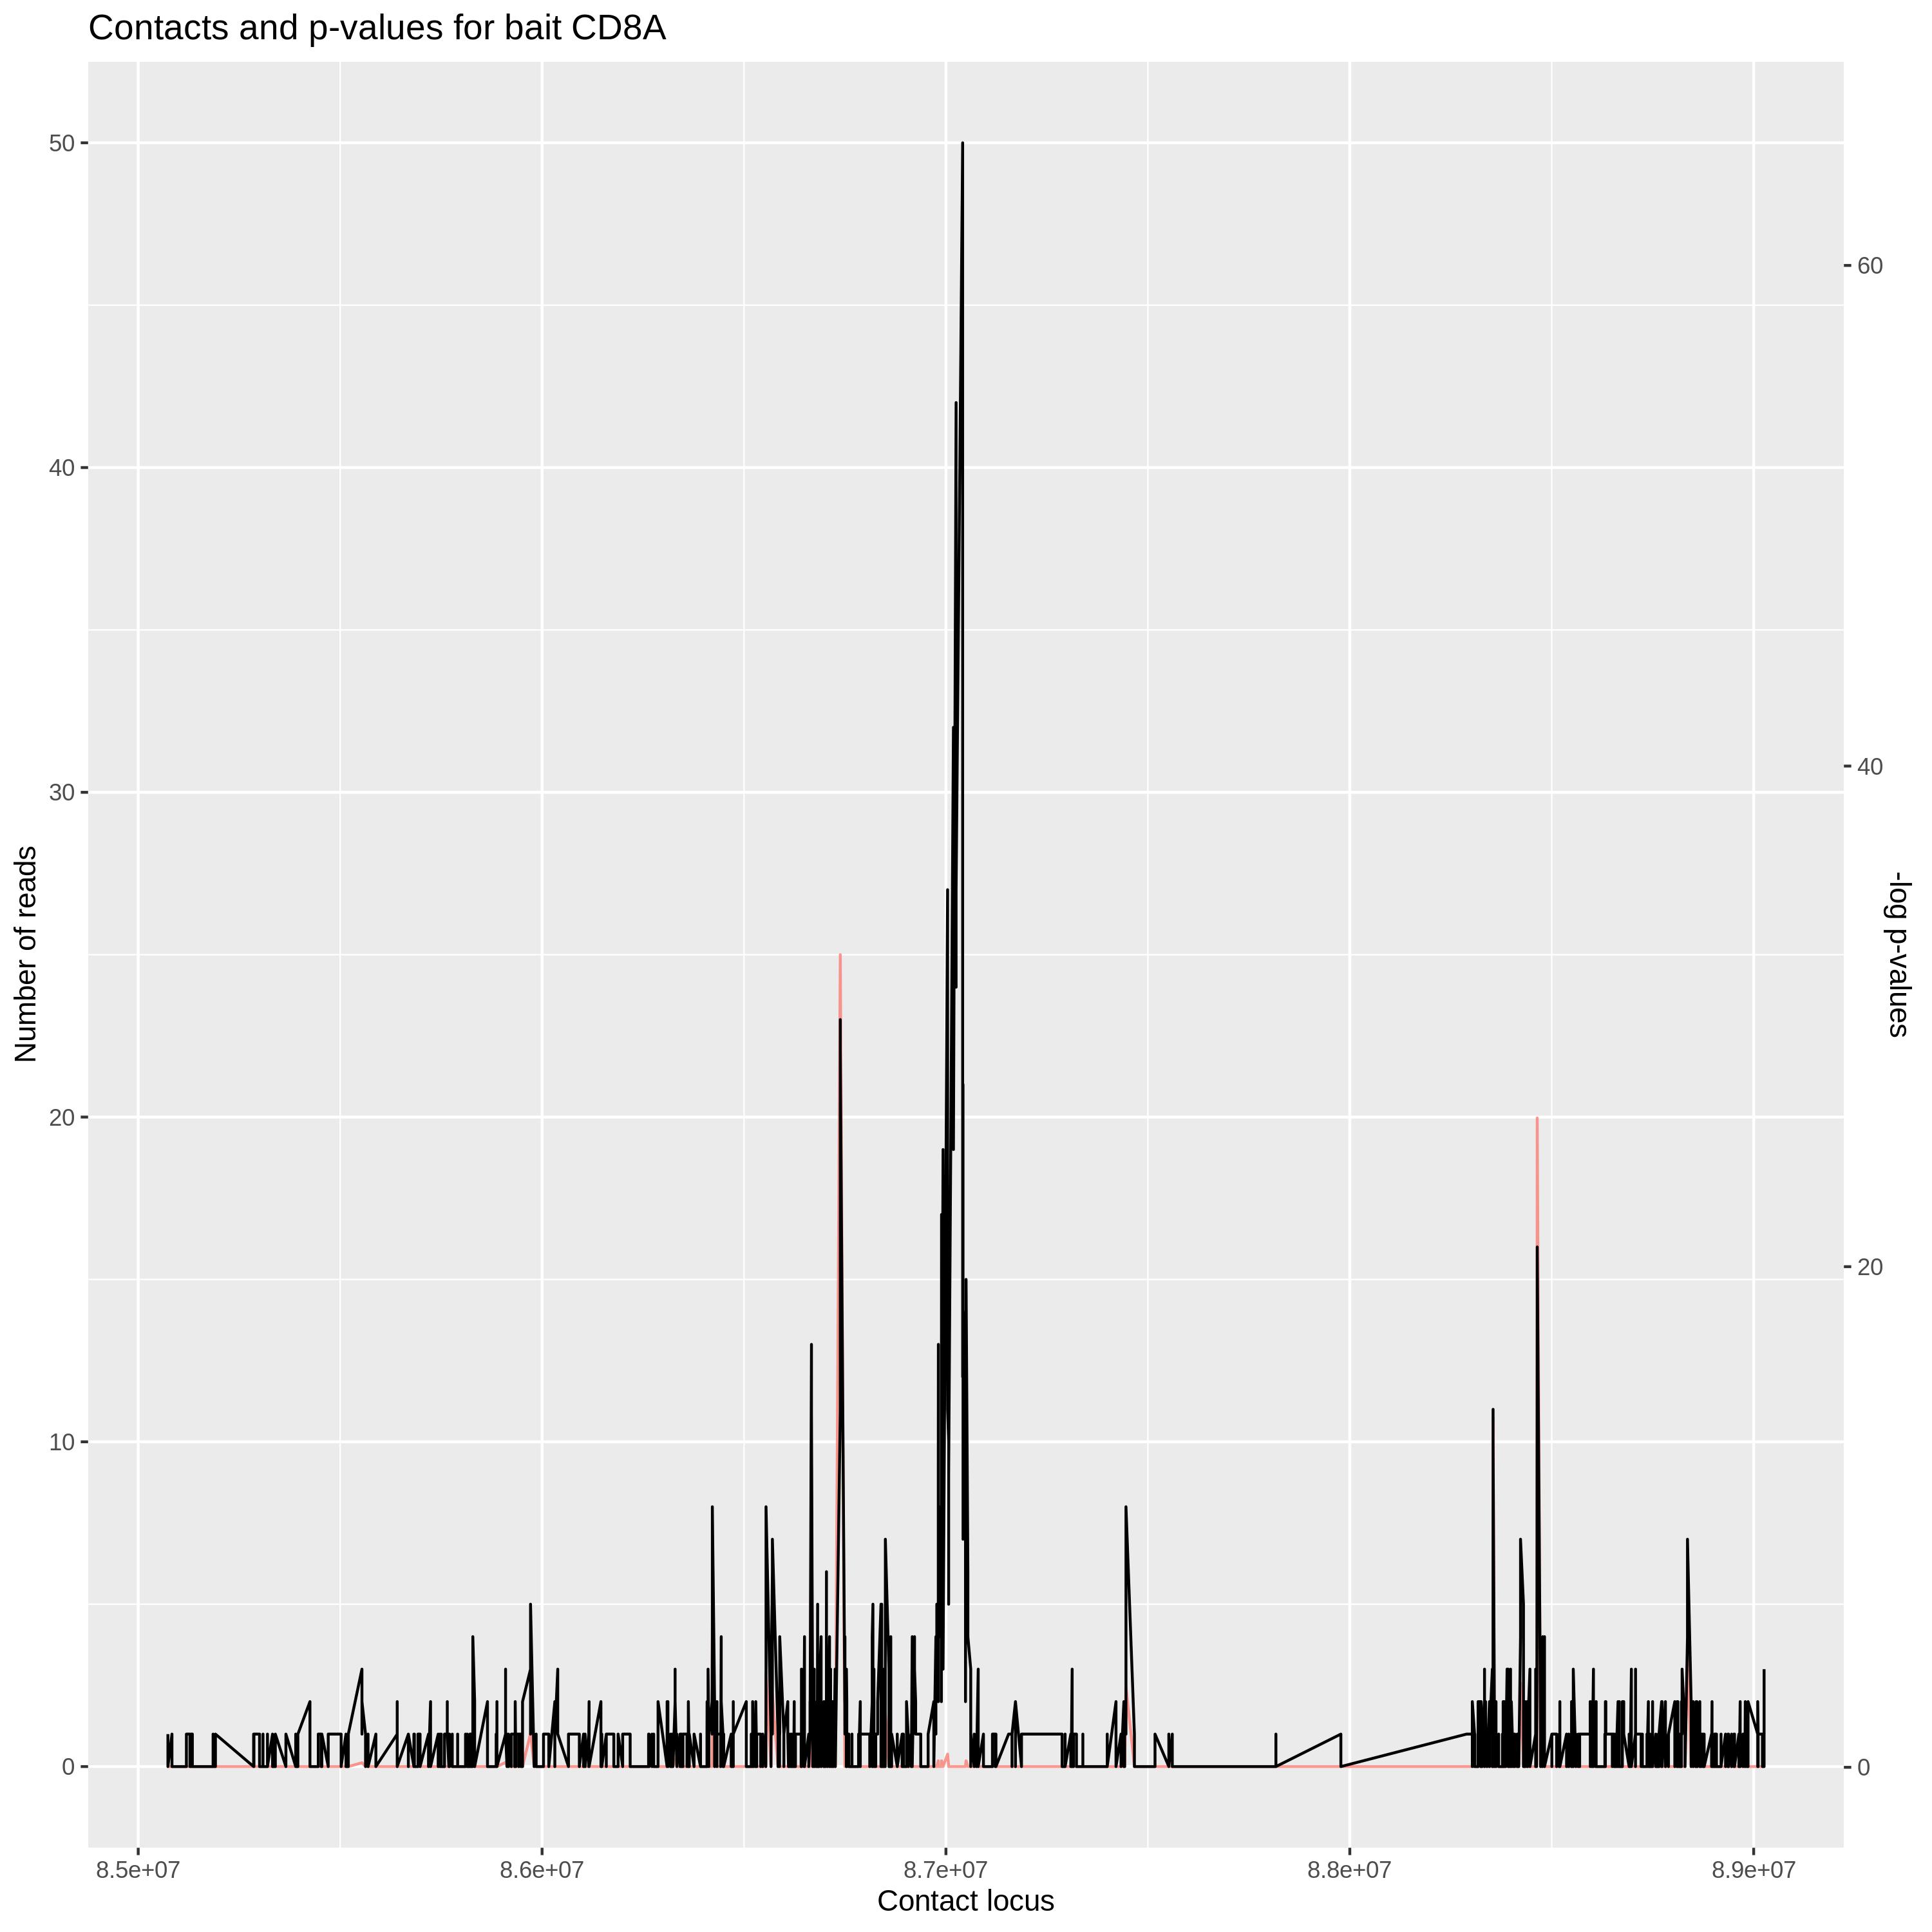 Contacts and p-values for bait CD8A
50
40
30
20
10
0
Number of reads
60
40
20
0
-log p-values
8.5e+07 8.6e+07 8.7e+07 8.8e+07 8.9e+07
Contact locus